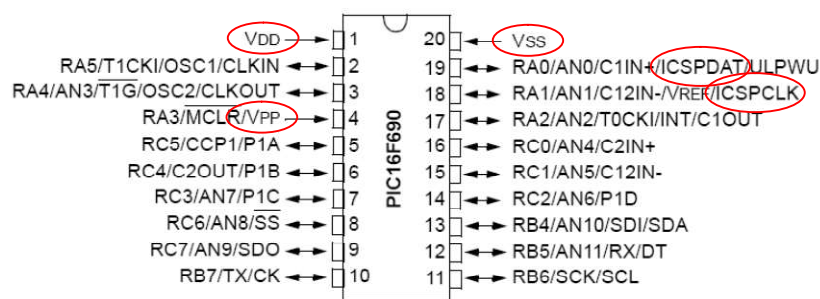 VDD 1 20 VSS
RA5/T1CKI/OSC1/CLKIN 2 19 RA0/AN0/C1IN+/ICSPDAT/ULPWU
RA4/AN3/T1G/OSC2/CLKOUT 3 18 RA1/AN1/C12IN-/VREF/ICSPCLK
RA3/MCLR/VPP 4 17 RA2/AN2/T0CKI/INT/C1OUT
RC5/CCP1/P1A 5 16 RC0/AN4/C2IN+
RC4/C2OUT/P1B 6 15 RC1/AN5/C12IN-
RC3/AN7/P1C 7 14 RC2/AN6/P1D
RC6/AN8/SS 8 13 RB4/AN10/SDI/SDA
RC7/AN9/SDO 9 12 RB5/AN11/RX/DT
RB7/TX/CK 10 11 RB6/SCK/SCL
PIC16F690